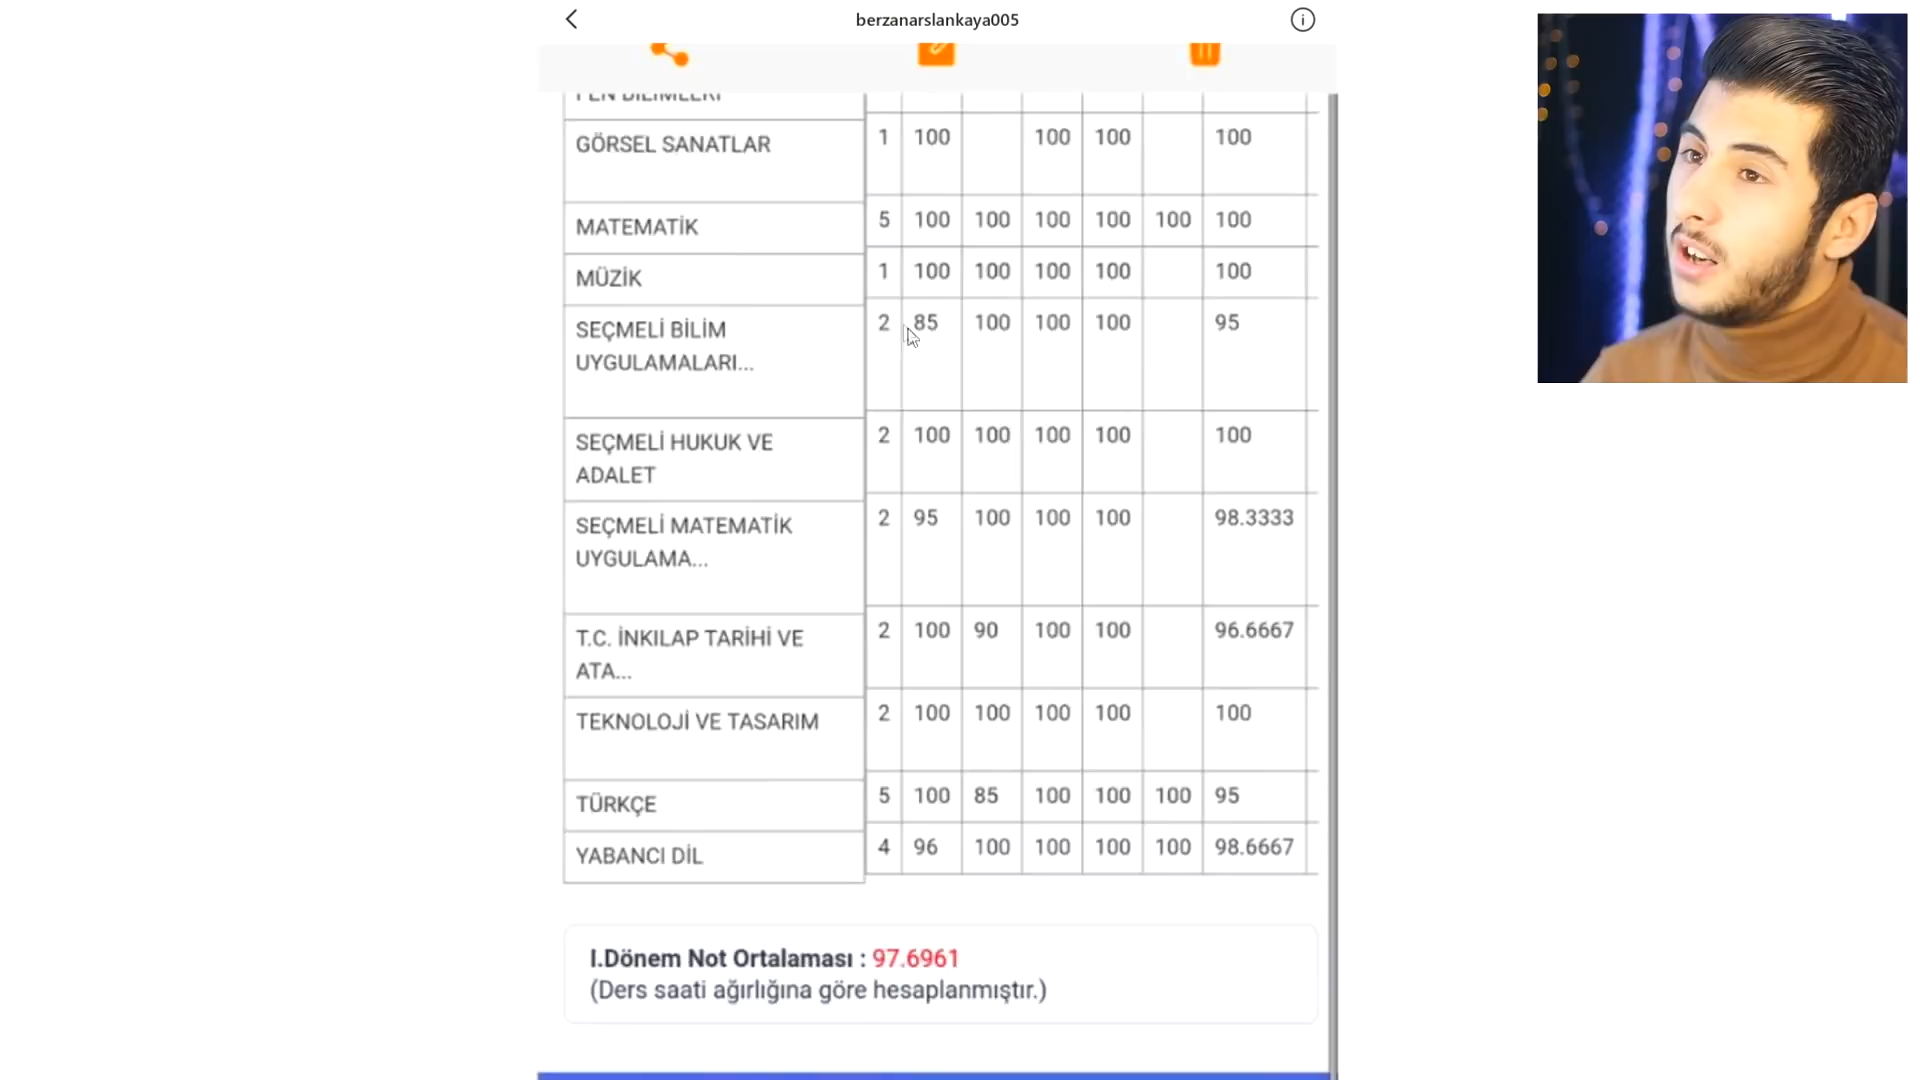 berzanarslankaya005
FEN BİLİMLERİ
GÖRSEL SANATLAR 1 100 100 100 100
MATEMATİK 5 100 100 100 100 100 100
MÜZİK 1 100 100 100 100 100
SEÇMELİ BİLİM UYGULAMALARI... 2 85 100 100 100 95
SEÇMELİ HUKUK VE ADALET 2 100 100 100 100 100
SEÇMELİ MATEMATİK UYGULAMA... 2 95 100 100 100 98.3333
T.C. İNKILAP TARİHİ VE ATA... 2 100 90 100 100 96.6667
TEKNOLOJİ VE TASARIM 2 100 100 100 100 100
TÜRKÇE 5 100 85 100 100 100 95
YABANCI DİL 4 96 100 100 100 100 98.6667
I.Dönem Not Ortalaması : 97.6961
(Ders saati ağırlığına göre hesaplanmıştır.)